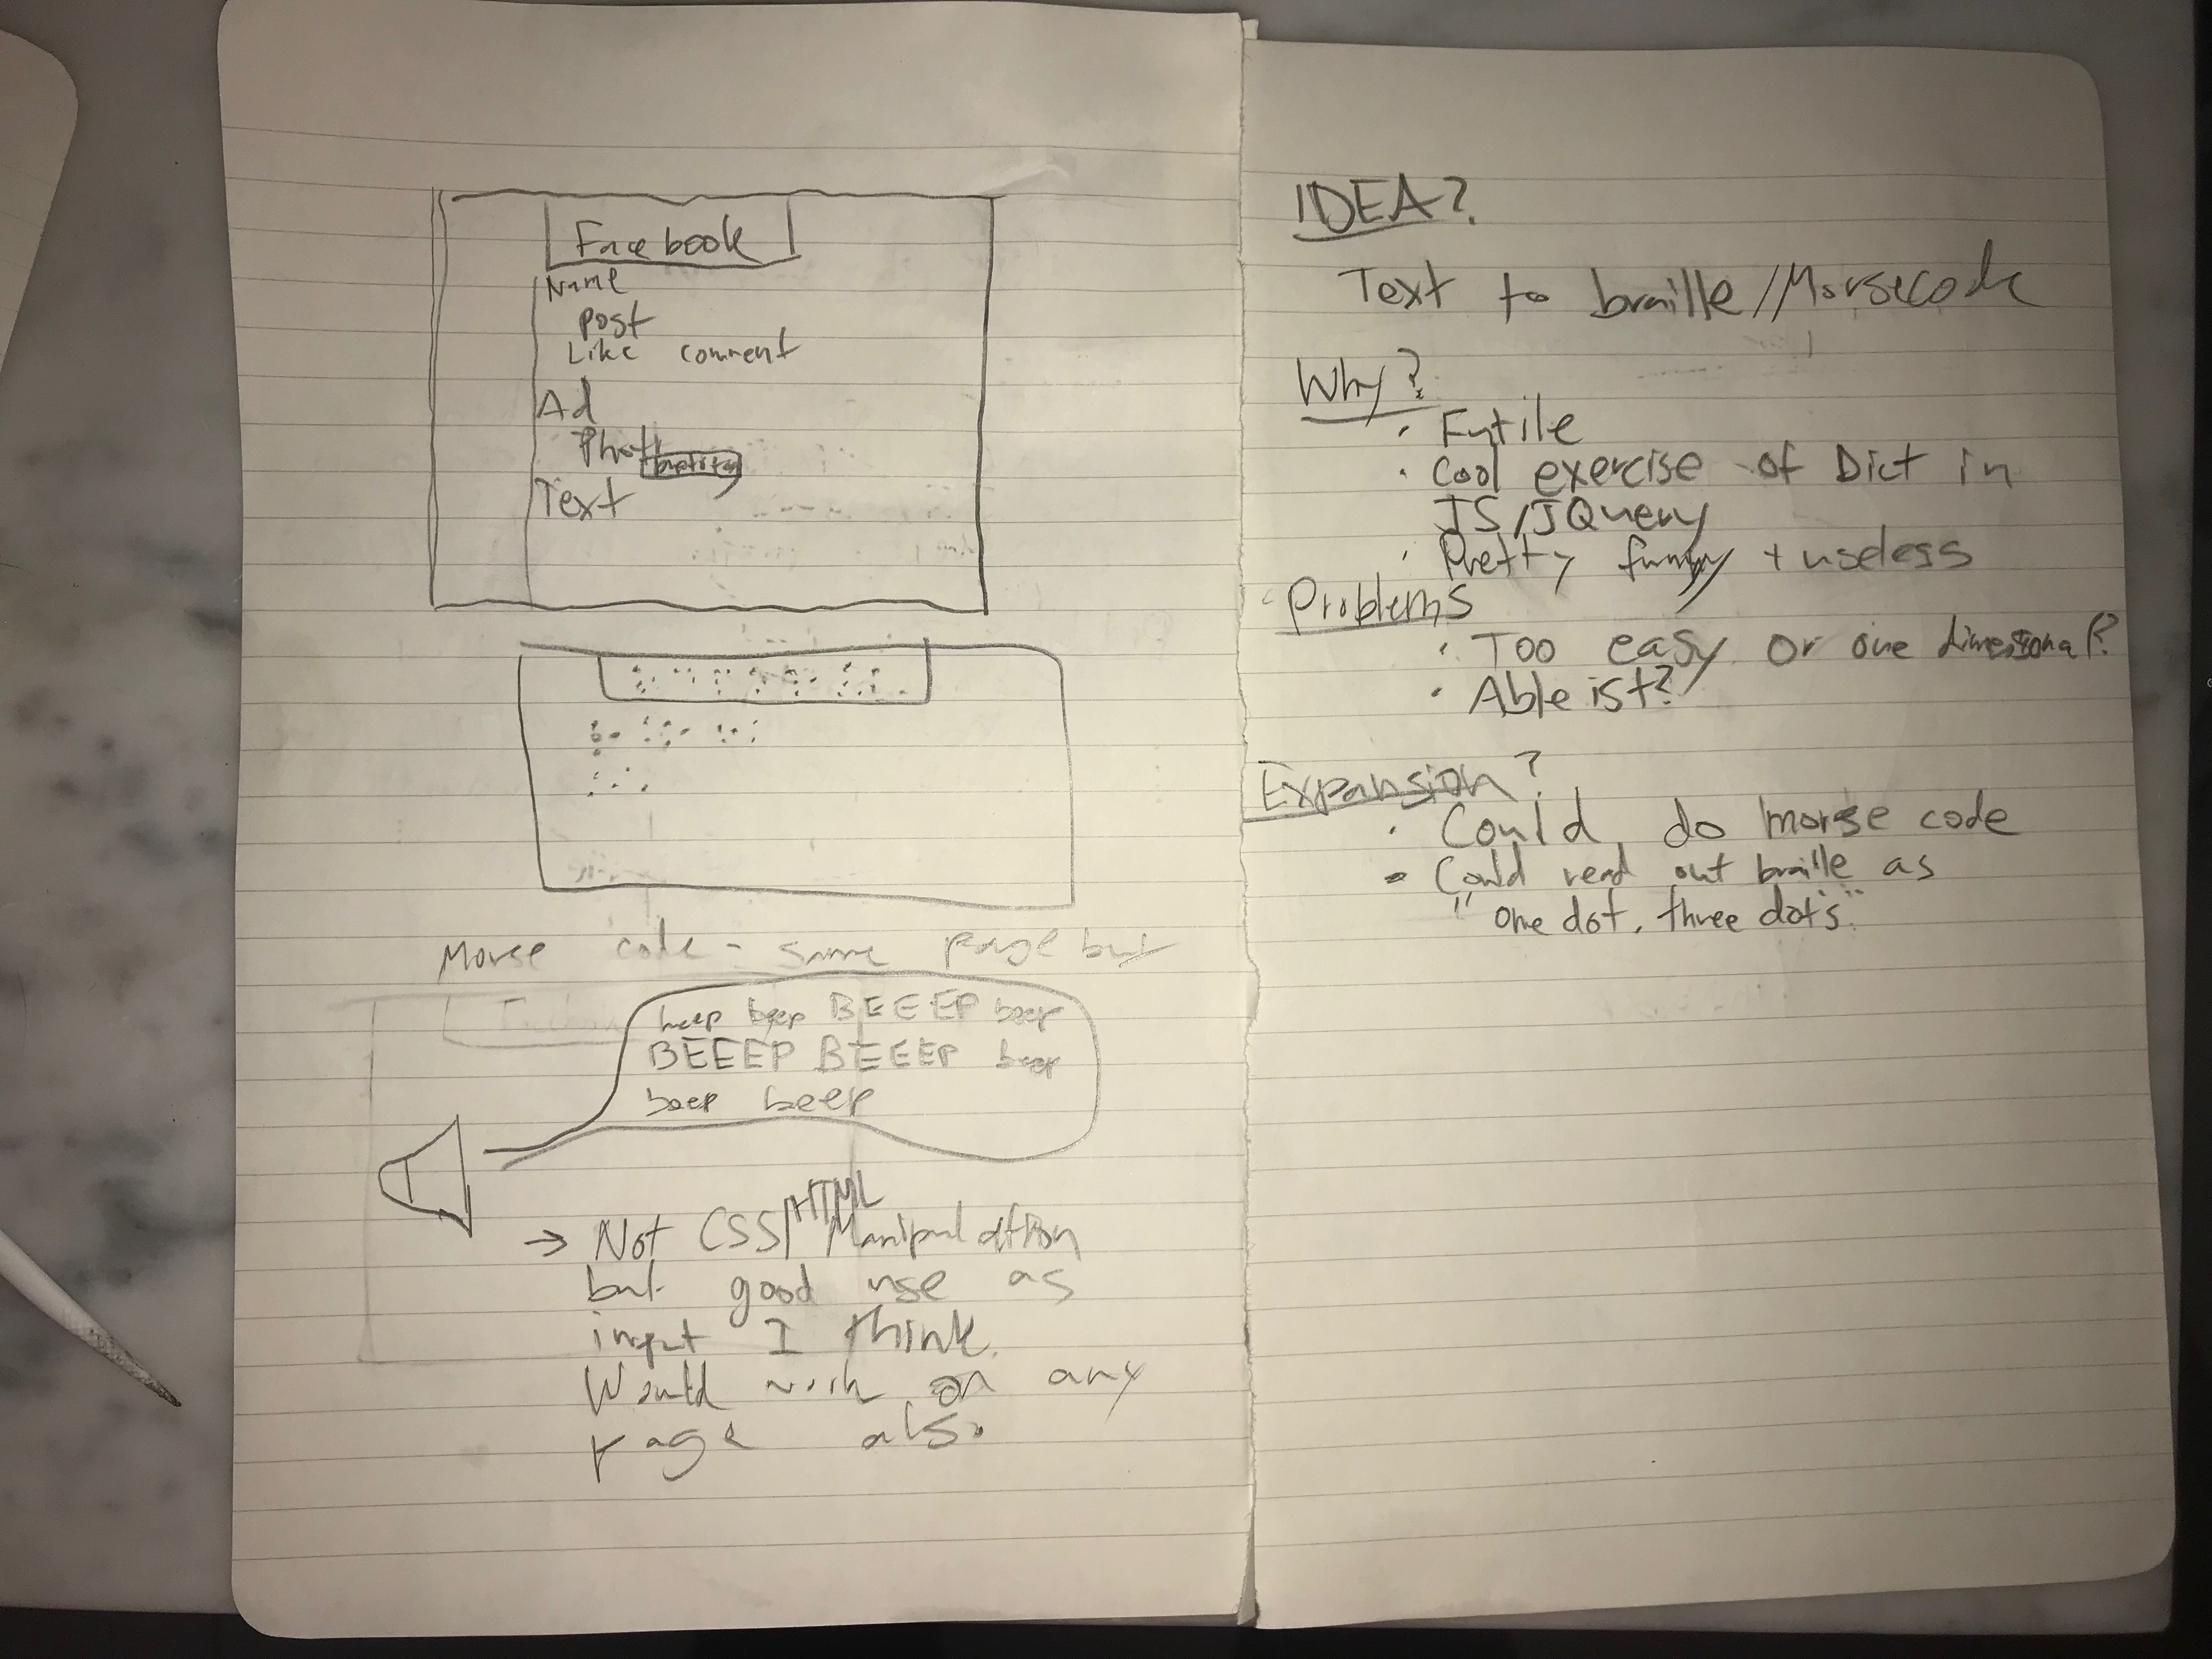 Facebook
Name
post
Like comment
Ad
Text
Morse code - same page but
beep beep BEEEP beep
BEEEP BEEEP beep
beep beep
→ Not CSS/HTML Manipulation
but good use as
input I think.
Would work on any
page also.
IDEA?
Text to braille//Morsecode
Why?
· Futile
· Cool exercise of Dict in
JS/JQuery
· Pretty funny + useless
Problems
· Too easy or one dimensional?
· Ableist?
Expansion?
· Could do morse code
- Could read out braille as
"one dot, three dots."